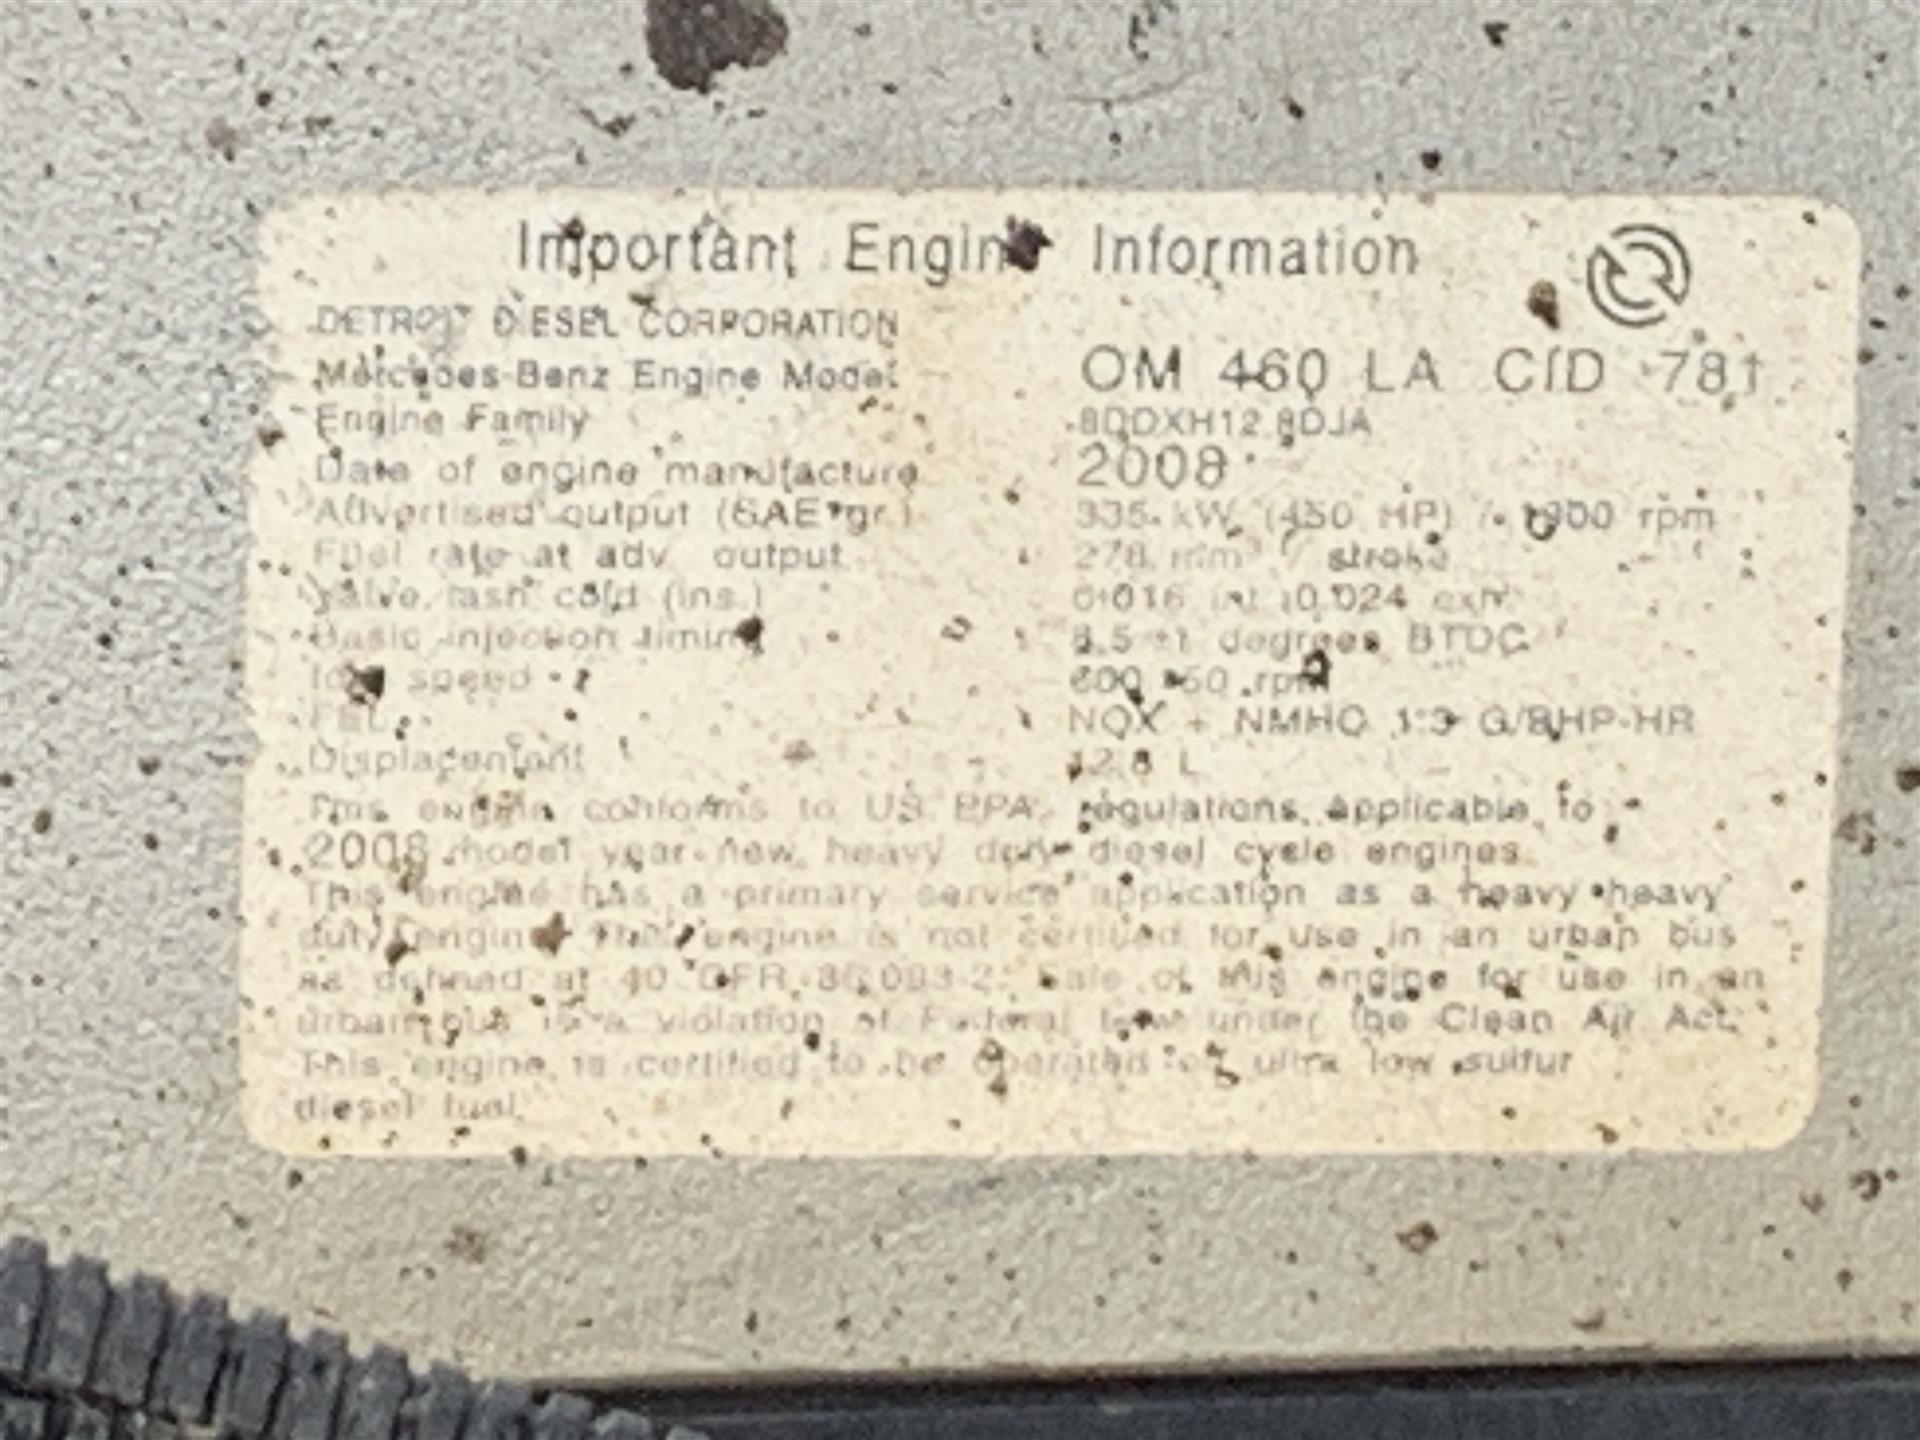 Important Engine Information
DETROIT DIESEL CORPORATION
Mercedes-Benz Engine Model OM 460 LA CID 781
Engine Family 8DDXH12.8DJA
Date of engine manufacture 2008
Advertised output (SAE gr.) 335 kW (450 HP) / rpm
Fuel rate at adv. output 278 mm³ / stroke
Valve lash cold (ins.) 0.016 int. 0.024 exh.
Basic injection timing ±1 degrees BTDC
Idle speed 600 ±50 rpm
FEL NOX + NMHC 1.3 G/BHP-HR
Displacement 12.8 L
This engine conforms to US EPA regulations applicable to
2008 model year new heavy duty diesel cycle engines.
This engine has a primary service application as a heavy heavy
duty engine. This engine is not certified for use in an urban bus
as defined at 40 CFR 86.093-2. Sale of this engine for use in an
urban bus is a violation of Federal law under the Clean Air Act.
This engine is certified to be operated on ultra low sulfur
diesel fuel.